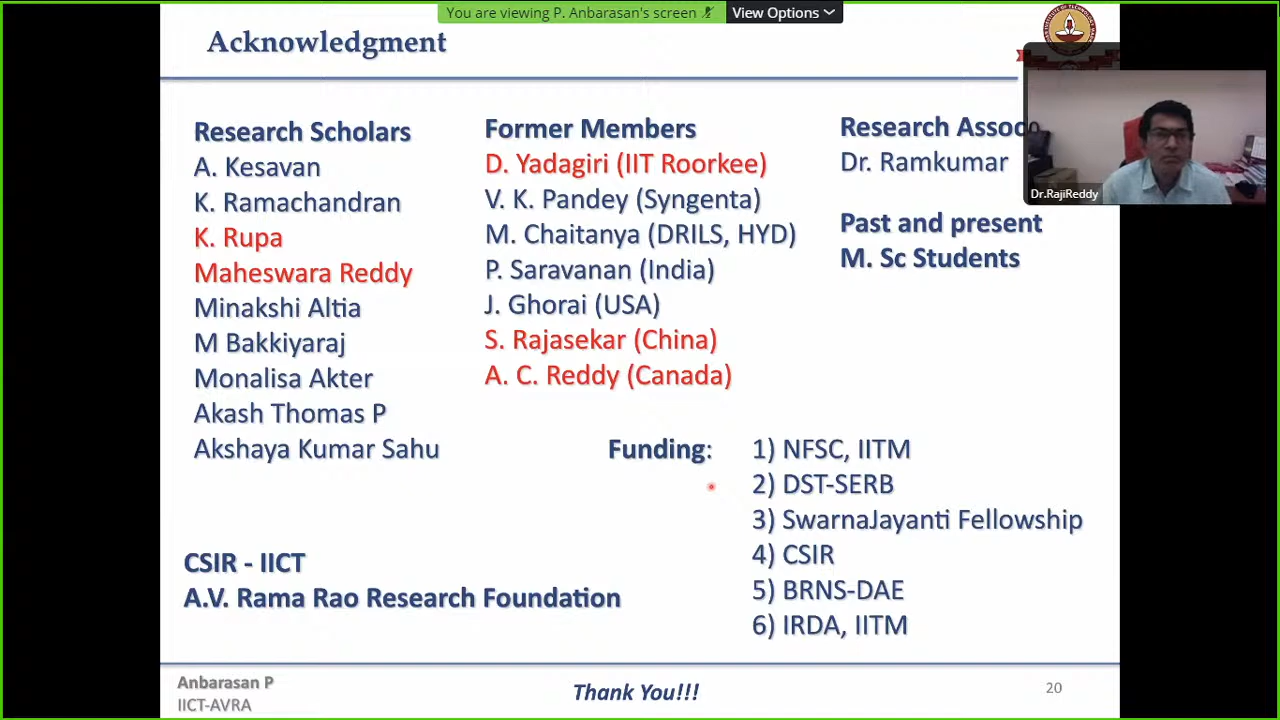 You are viewing P. Anbarasan's screen
View Options
Acknowledgment
Research Scholars
A. Kesavan
K. Ramachandran
K. Rupa
Maheswara Reddy
Minakshi Altia
M Bakkiyaraj
Monalisa Akter
Akash Thomas P
Akshaya Kumar Sahu
Former Members
D. Yadagiri (IIT Roorkee)
V. K. Pandey (Syngenta)
M. Chaitanya (DRILS, HYD)
P. Saravanan (India)
J. Ghorai (USA)
S. Rajasekar (China)
A. C. Reddy (Canada)
Research Assoc
Dr. Ramkumar
Past and present
M. Sc Students
Dr.RajiReddy
Funding:
1) NFSC, IITM
2) DST-SERB
3) SwarnaJayanti Fellowship
4) CSIR
5) BRNS-DAE
6) IRDA, IITM
CSIR - IICT
A.V. Rama Rao Research Foundation
Anbarasan P
IICT-AVRA
Thank You!!!
20